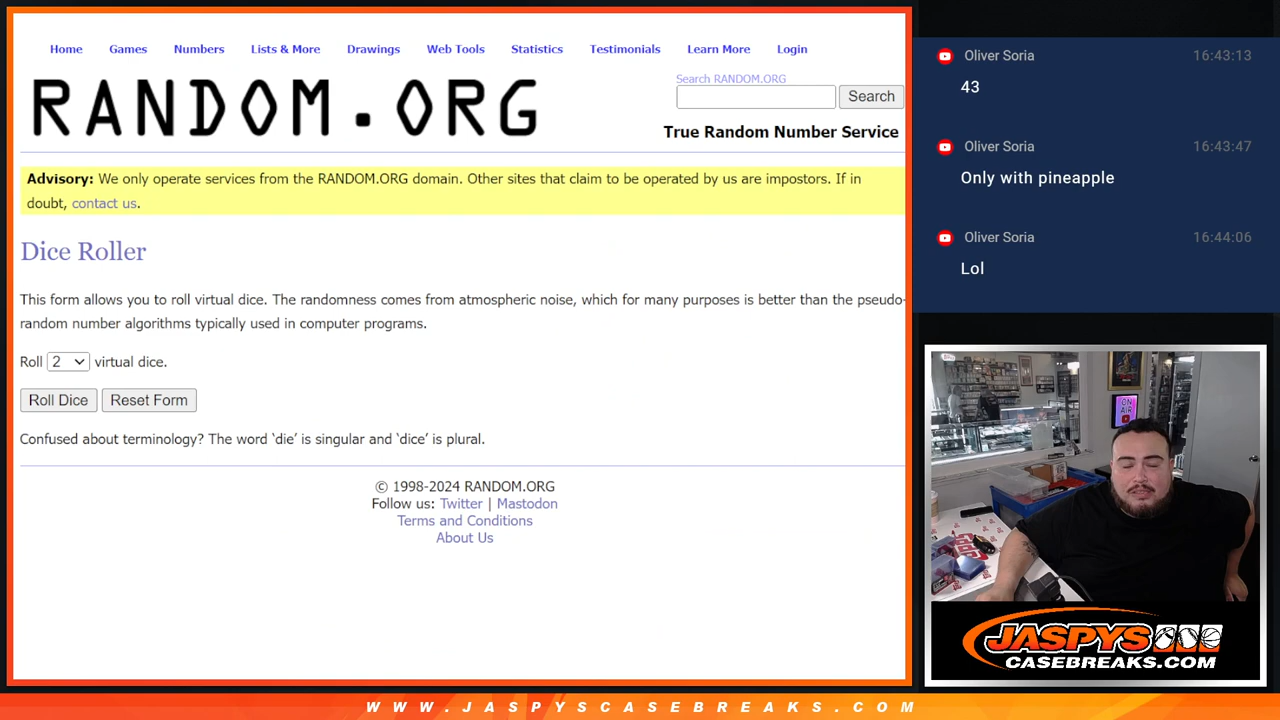 Home Games Numbers Lists & More Drawings Web Tools Statistics Testimonials Learn More Login
RANDOM.ORG
Search RANDOM.ORG
Search
True Random Number Service
Advisory: We only operate services from the RANDOM.ORG domain. Other sites that claim to be operated by us are impostors. If in
doubt, contact us.
Dice Roller
This form allows you to roll virtual dice. The randomness comes from atmospheric noise, which for many purposes is better than the pseudo-
random number algorithms typically used in computer programs.
Roll 2 virtual dice.
Roll Dice Reset Form
Confused about terminology? The word ‘die’ is singular and ‘dice’ is plural.
© 1998-2024 RANDOM.ORG
Follow us: Twitter | Mastodon
Terms and Conditions
About Us
Oliver Soria 16:43:13
43
Oliver Soria 16:43:47
Only with pineapple
Oliver Soria 16:44:06
Lol
ON
AIR
JASPYS
CASEBREAKS.COM
WWW.JASPYSCASEBREAKS.COM